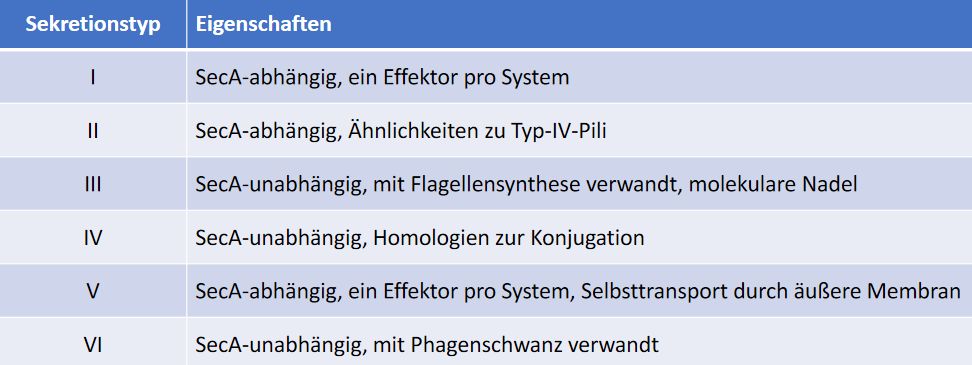 Sekretionstyp Eigenschaften
I SecA-abhängig, ein Effektor pro System
II SecA-abhängig, Ähnlichkeiten zu Typ-IV-Pili
III SecA-unabhängig, mit Flagellensynthese verwandt, molekulare Nadel
IV SecA-unabhängig, Homologien zur Konjugation
V SecA-abhängig, ein Effektor pro System, Selbsttransport durch äußere Membran
VI SecA-unabhängig, mit Phagenschwanz verwandt